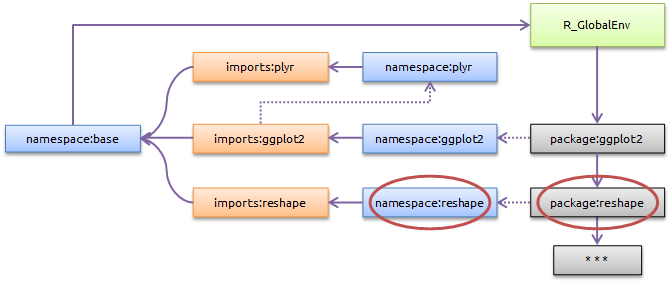 R_GlobalEnv
imports:plyr
namespace:plyr
namespace:base
imports:ggplot2
namespace:ggplot2
package:ggplot2
imports:reshape
namespace:reshape
package:reshape
* * *